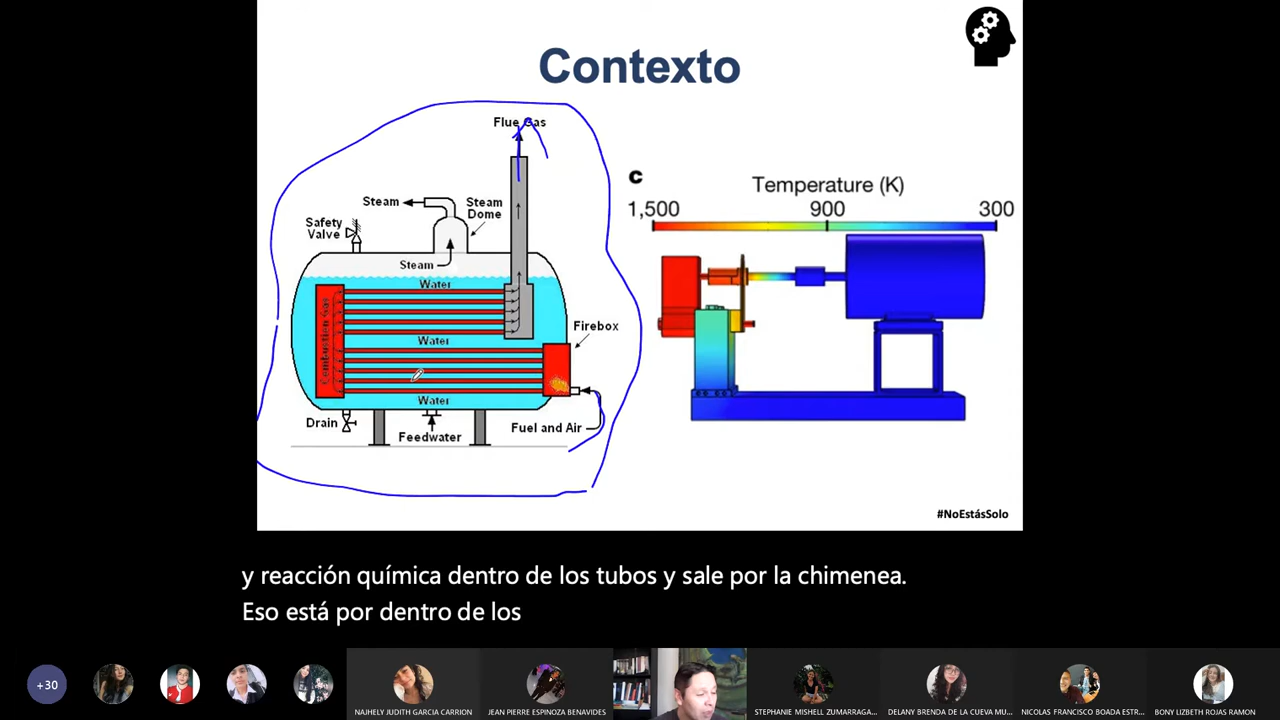 Contexto
Flue Gas
Steam
Steam
Dome
Safety
Valve
Steam
Water
Combustion Gas
Water
Firebox
Water
Drain
Feedwater
Fuel and Air
c
Temperature (K)
1,500 900 300
#NoEstásSolo
y reacción química dentro de los tubos y sale por la chimenea.
Eso está por dentro de los
+30
NAJHELY JUDITH GARCIA CARRION
JEAN PIERRE ESPINOZA BENAVIDES
STEPHANIE MISHELL ZUMARRAGA...
DELANY BRENDA DE LA CUEVA MU...
NICOLAS FRANCISCO BOADA ESTR...
BONY LIZBETH ROJAS RAMON